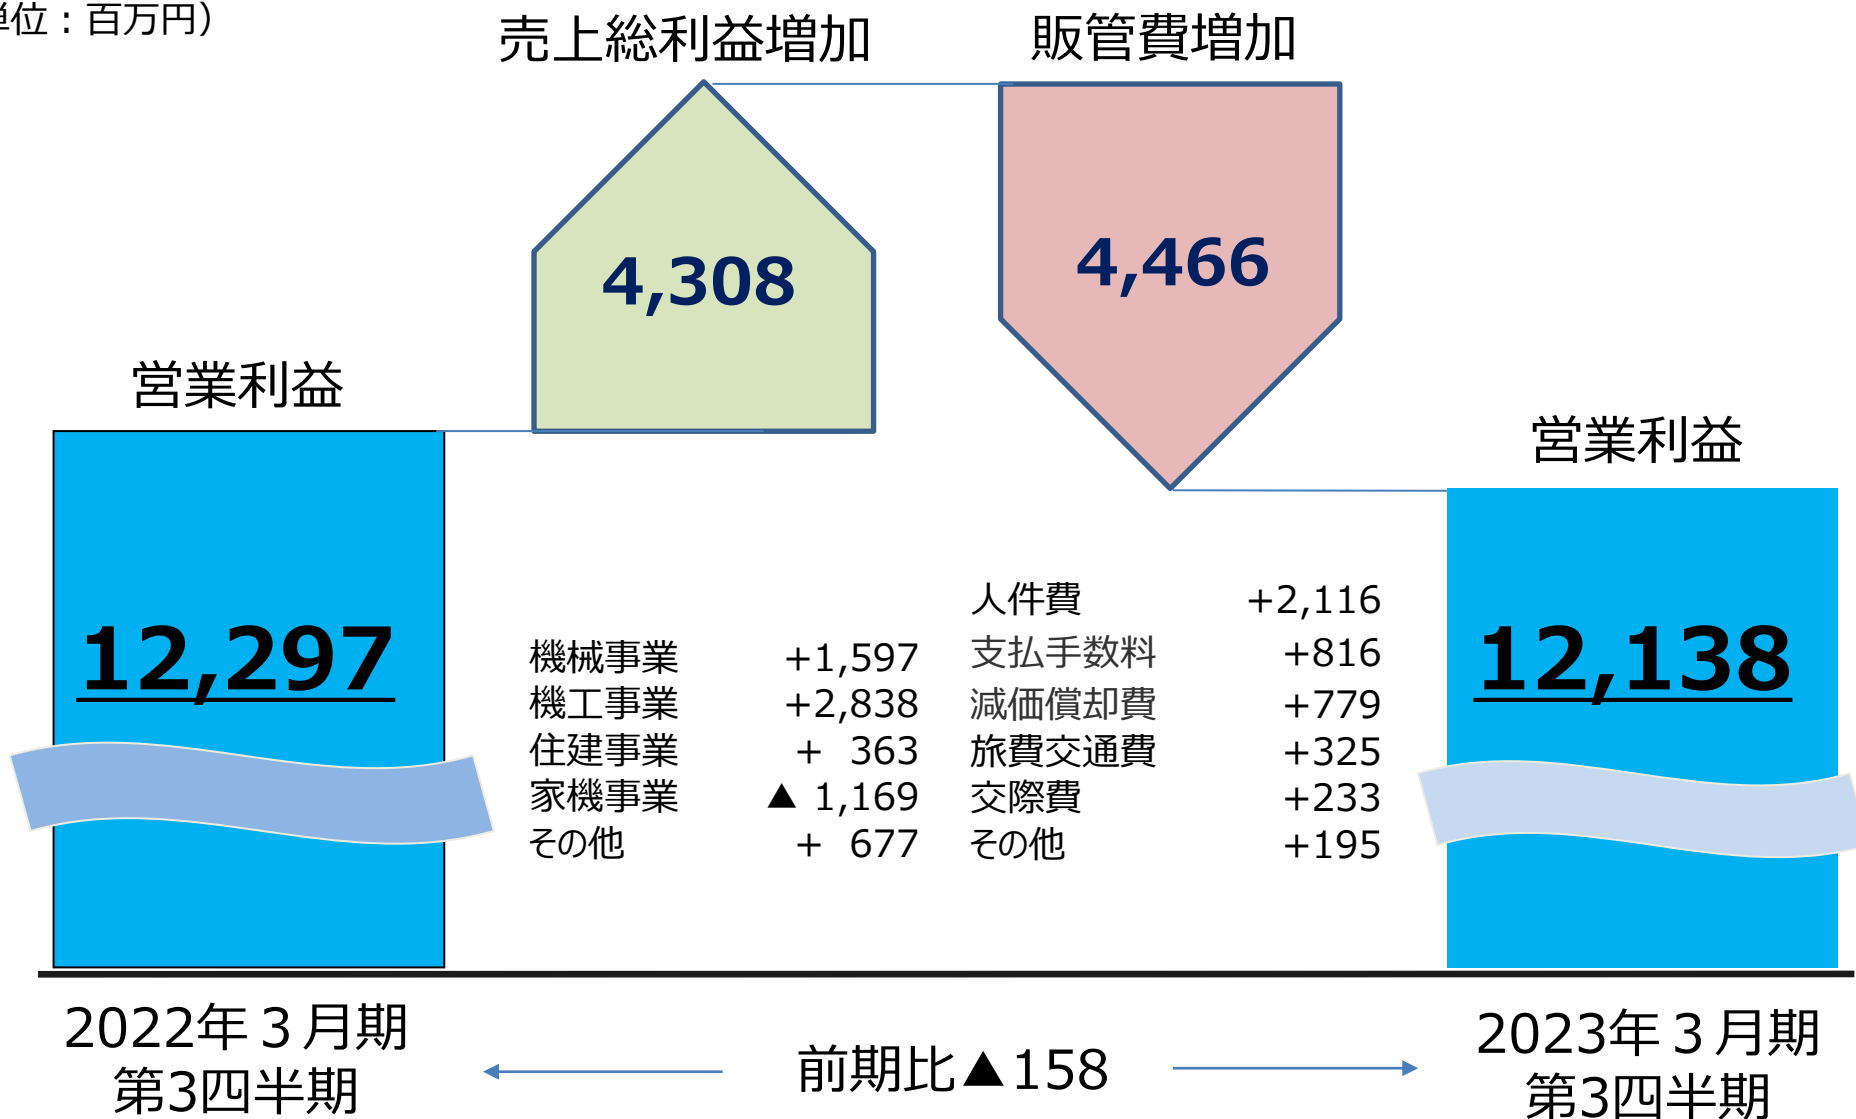 位：百万円）
売上総利益増加
販管費増加
4,308
4,466
営業利益
営業利益
12,297
12,138
機械事業 +1,597
機工事業 +2,838
住建事業 + 363
家機事業 ▲ 1,169
その他 + 677
人件費 +2,116
支払手数料 +816
減価償却費 +779
旅費交通費 +325
交際費 +233
その他 +195
2022年３月期
第3四半期
前期比▲158
2023年３月期
第3四半期